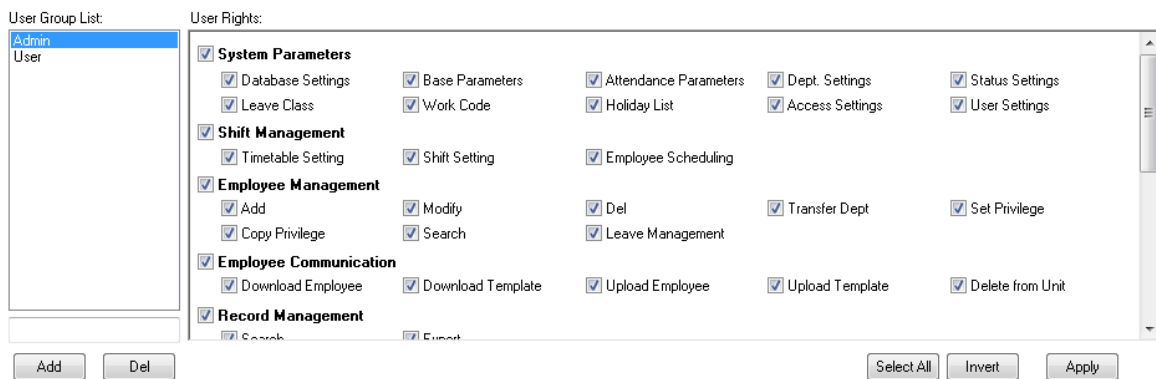 User Group List: User Rights:
Admin
User
System Parameters
Database Settings Base Parameters Attendance Parameters Dept. Settings Status Settings
Leave Class Work Code Holiday List Access Settings User Settings
Shift Management
Timetable Setting Shift Setting Employee Scheduling
Employee Management
Add Modify Del Transfer Dept Set Privilege
Copy Privilege Search Leave Management
Employee Communication
Download Employee Download Template Upload Employee Upload Template Delete from Unit
Record Management
Search Export
Add Del Select All Invert Apply